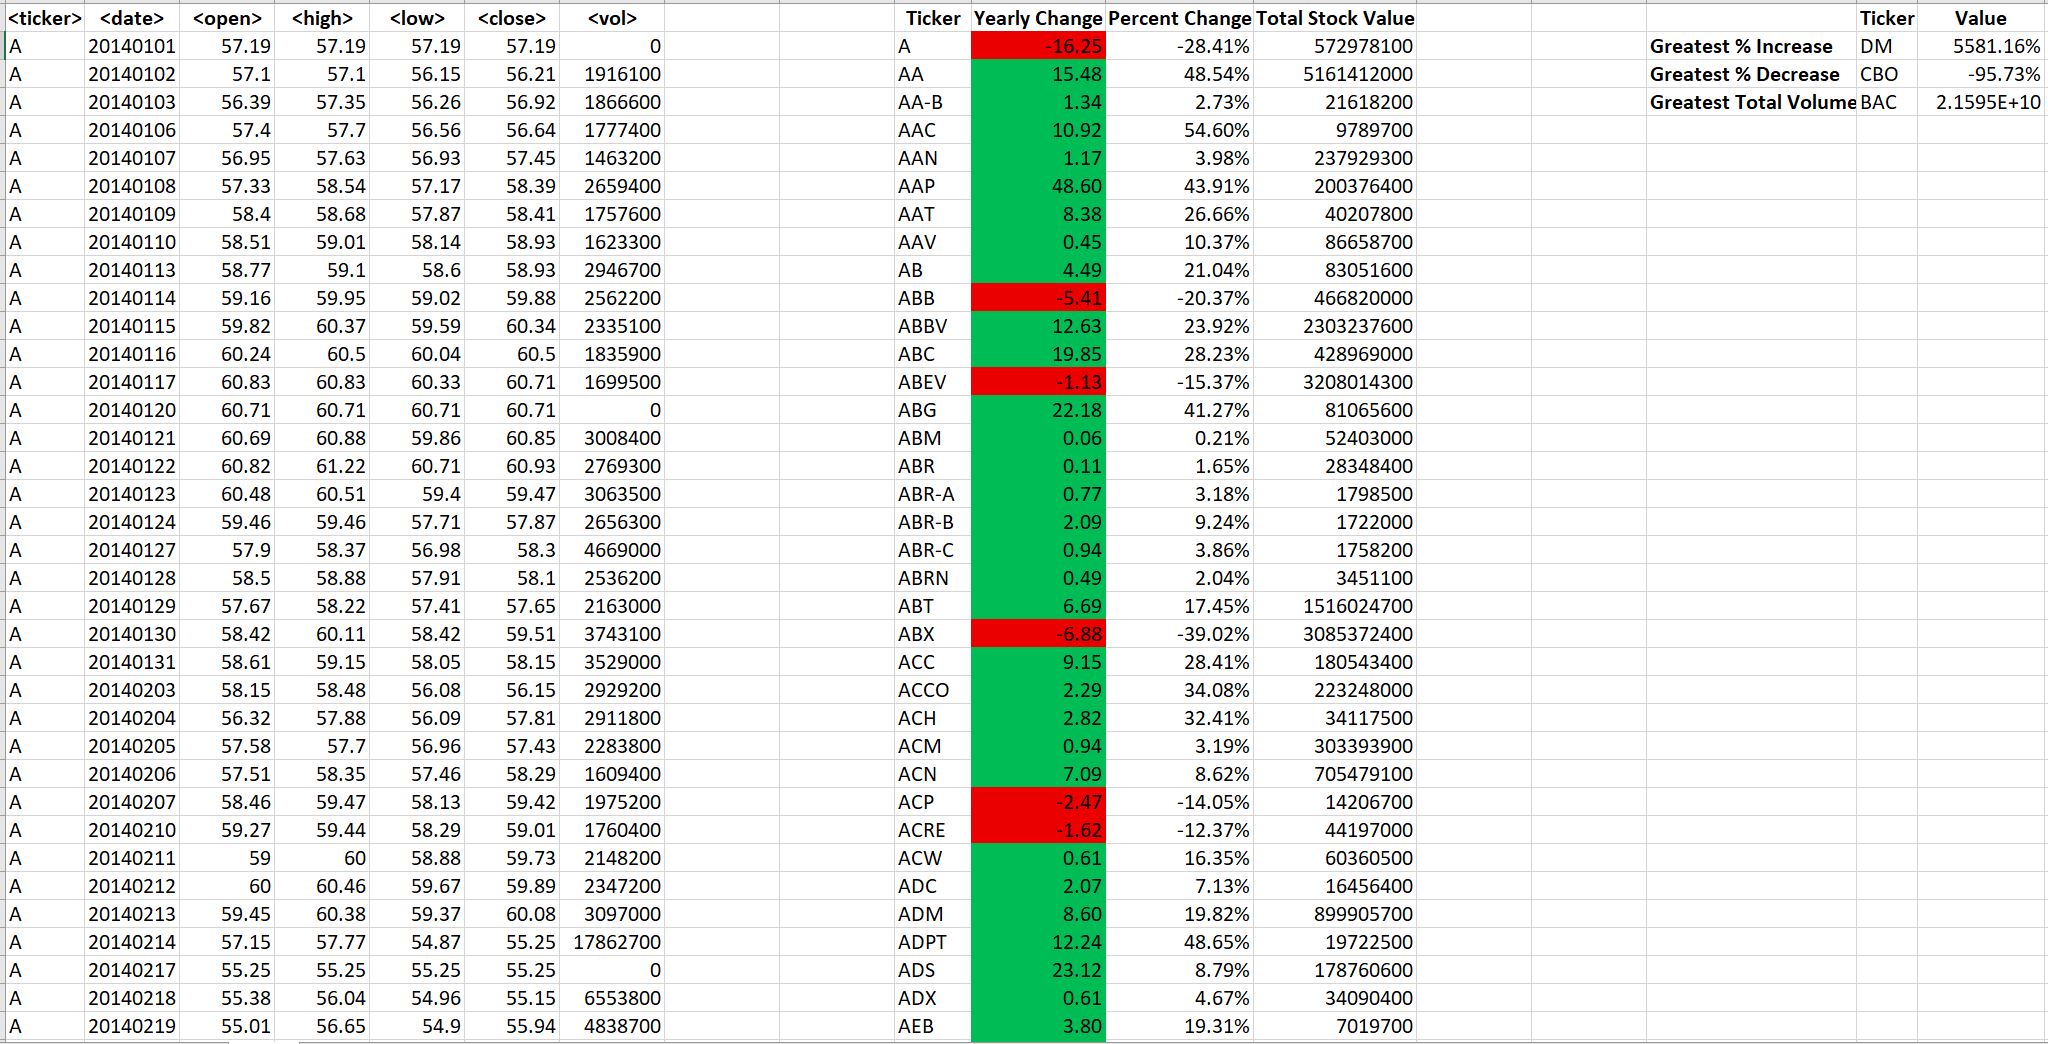 <ticker> <date> <open> <high> <low> <close> <vol> Ticker Yearly Change Percent Change Total Stock Value Ticker Value
A 20140101 57.19 57.19 57.19 57.19 0 A -16.25 -28.41% 572978100 Greatest % Increase DM 5581.16%
A 20140102 57.1 57.1 56.15 56.21 1916100 AA 15.48 48.54% 5161412000 Greatest % Decrease CBO -95.73%
A 20140103 56.39 57.35 56.26 56.92 1866600 AA-B 1.34 2.73% 21618200 Greatest Total Volume BAC 2.1595E+10
A 20140106 57.4 57.7 56.56 56.64 1777400 AAC 10.92 54.60% 9789700
A 20140107 56.95 57.63 56.93 57.45 1463200 AAN 1.17 3.98% 237929300
A 20140108 57.33 58.54 57.17 58.39 2659400 AAP 48.60 43.91% 200376400
A 20140109 58.4 58.68 57.87 58.41 1757600 AAT 8.38 26.66% 40207800
A 20140110 58.51 59.01 58.14 58.93 1623300 AAV 0.45 10.37% 86658700
A 20140113 58.77 59.1 58.6 58.93 2946700 AB 4.49 21.04% 83051600
A 20140114 59.16 59.95 59.02 59.88 2562200 ABB -5.41 -20.37% 466820000
A 20140115 59.82 60.37 59.59 60.34 2335100 ABBV 12.63 23.92% 2303237600
A 20140116 60.24 60.5 60.04 60.5 1835900 ABC 19.85 28.23% 428969000
A 20140117 60.83 60.83 60.33 60.71 1699500 ABEV -1.13 -15.37% 3208014300
A 20140120 60.71 60.71 60.71 60.71 0 ABG 22.18 41.27% 81065600
A 20140121 60.69 60.88 59.86 60.85 3008400 ABM 0.06 0.21% 52403000
A 20140122 60.82 61.22 60.71 60.93 2769300 ABR 0.11 1.65% 28348400
A 20140123 60.48 60.51 59.4 59.47 3063500 ABR-A 0.77 3.18% 1798500
A 20140124 59.46 59.46 57.71 57.87 2656300 ABR-B 2.09 9.24% 1722000
A 20140127 57.9 58.37 56.98 58.3 4669000 ABR-C 0.94 3.86% 1758200
A 20140128 58.5 58.88 57.91 58.1 2536200 ABRN 0.49 2.04% 3451100
A 20140129 57.67 58.22 57.41 57.65 2163000 ABT 6.69 17.45% 1516024700
A 20140130 58.42 60.11 58.42 59.51 3743100 ABX -6.88 -39.02% 3085372400
A 20140131 58.61 59.15 58.05 58.15 3529000 ACC 9.15 28.41% 180543400
A 20140203 58.15 58.48 56.08 56.15 2929200 ACCO 2.29 34.08% 223248000
A 20140204 56.32 57.88 56.09 57.81 2911800 ACH 2.82 32.41% 34117500
A 20140205 57.58 57.7 56.96 57.43 2283800 ACM 0.94 3.19% 303393900
A 20140206 57.51 58.35 57.46 58.29 1609400 ACN 7.09 8.62% 705479100
A 20140207 58.46 59.47 58.13 59.42 1975200 ACP -2.47 -14.05% 14206700
A 20140210 59.27 59.44 58.29 59.01 1760400 ACRE -1.62 -12.37% 44197000
A 20140211 59 60 58.88 59.73 2148200 ACW 0.61 16.35% 60360500
A 20140212 60 60.46 59.67 59.89 2347200 ADC 2.07 7.13% 16456400
A 20140213 59.45 60.38 59.37 60.08 3097000 ADM 8.60 19.82% 899905700
A 20140214 57.15 57.77 54.87 55.25 17862700 ADPT 12.24 48.65% 19722500
A 20140217 55.25 55.25 55.25 55.25 0 ADS 23.12 8.79% 178760600
A 20140218 55.38 56.04 54.96 55.15 6553800 ADX 0.61 4.67% 34090400
A 20140219 55.01 56.65 54.9 55.94 4838700 AEB 3.80 19.31% 7019700